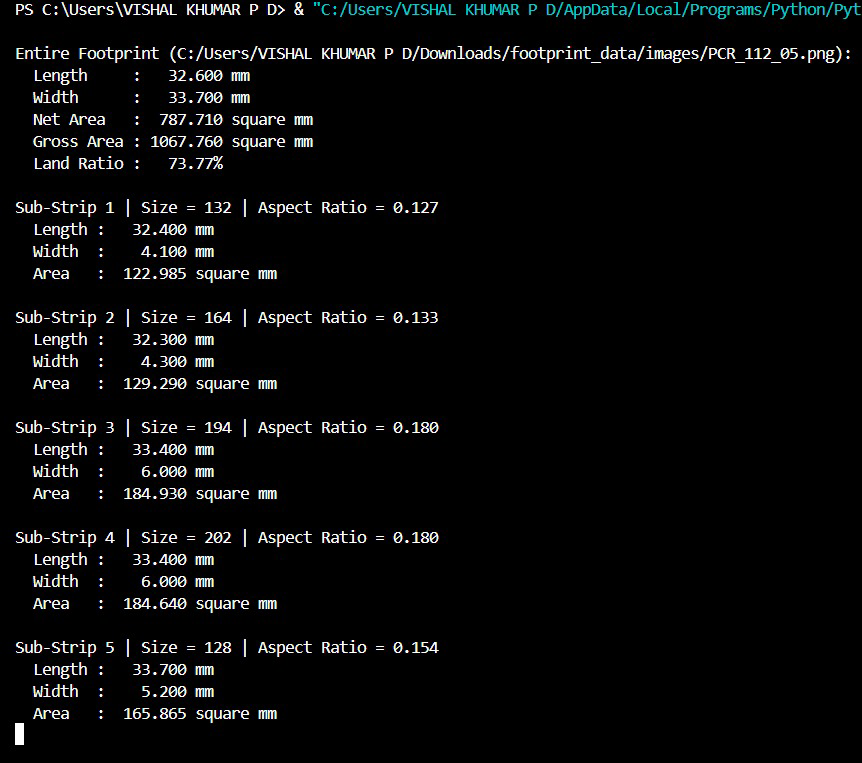 PS C:\Users\VISHAL KHUMAR P D> & "C:/Users/VISHAL KHUMAR P D/AppData/Local/Programs/Python/Pyt
Entire Footprint (C:/Users/VISHAL KHUMAR P D/Downloads/footprint_data/images/PCR_112_05.png):
Length : 32.600 mm
Width : 33.700 mm
Net Area : 787.710 square mm
Gross Area : 1067.760 square mm
Land Ratio : 73.77%
Sub-Strip 1 | Size = 132 | Aspect Ratio = 0.127
Length : 32.400 mm
Width : 4.100 mm
Area : 122.985 square mm
Sub-Strip 2 | Size = 164 | Aspect Ratio = 0.133
Length : 32.300 mm
Width : 4.300 mm
Area : 129.290 square mm
Sub-Strip 3 | Size = 194 | Aspect Ratio = 0.180
Length : 33.400 mm
Width : 6.000 mm
Area : 184.930 square mm
Sub-Strip 4 | Size = 202 | Aspect Ratio = 0.180
Length : 33.400 mm
Width : 6.000 mm
Area : 184.640 square mm
Sub-Strip 5 | Size = 128 | Aspect Ratio = 0.154
Length : 33.700 mm
Width : 5.200 mm
Area : 165.865 square mm